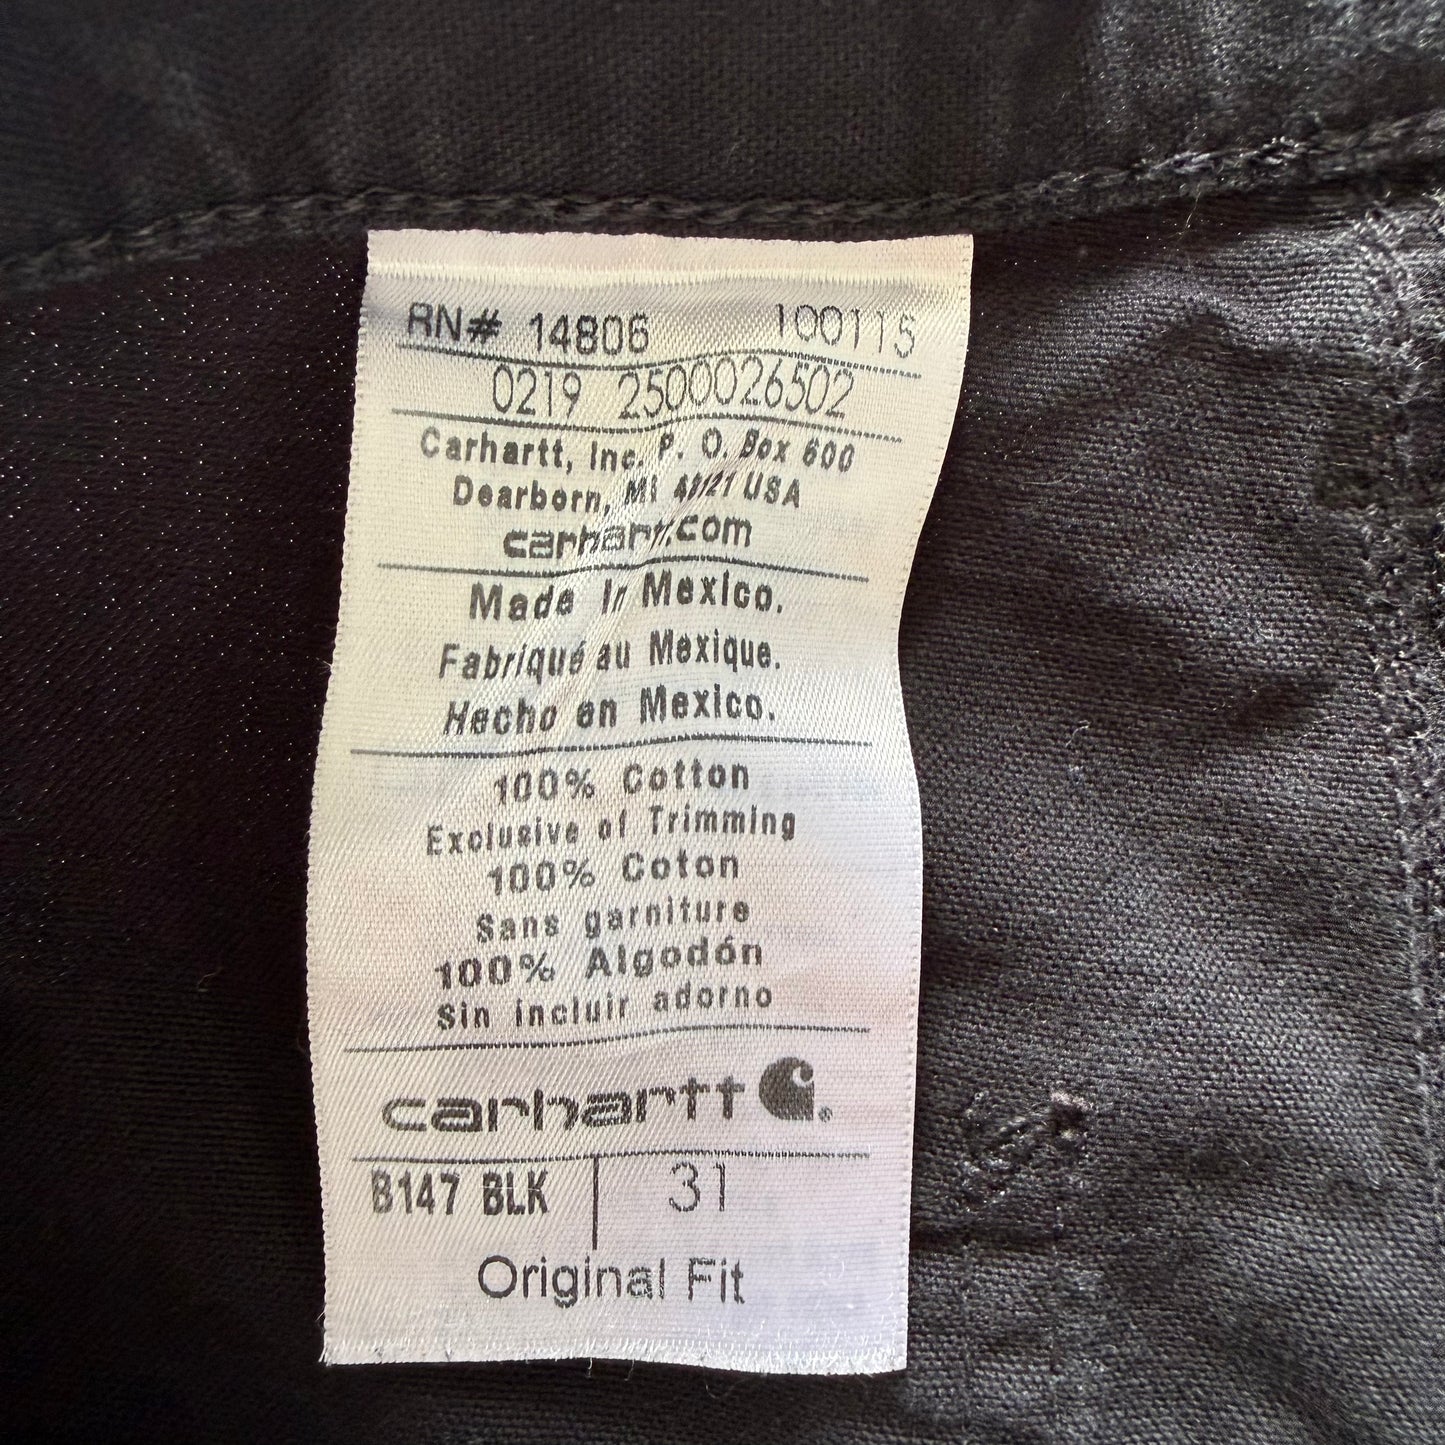 RN# 14806 100115
0219 2500026502
Carhartt, Inc. P. O. Box 600
Dearborn, MI 48121 USA
carhartt.com
Made In Mexico.
Fabriqué au Mexique.
Hecho en Mexico.
100% Cotton
Exclusive of Trimming
100% Coton
Sans garniture
100% Algodón
Sin incluir adorno
carhartt
B147 BLK 31
Original Fit